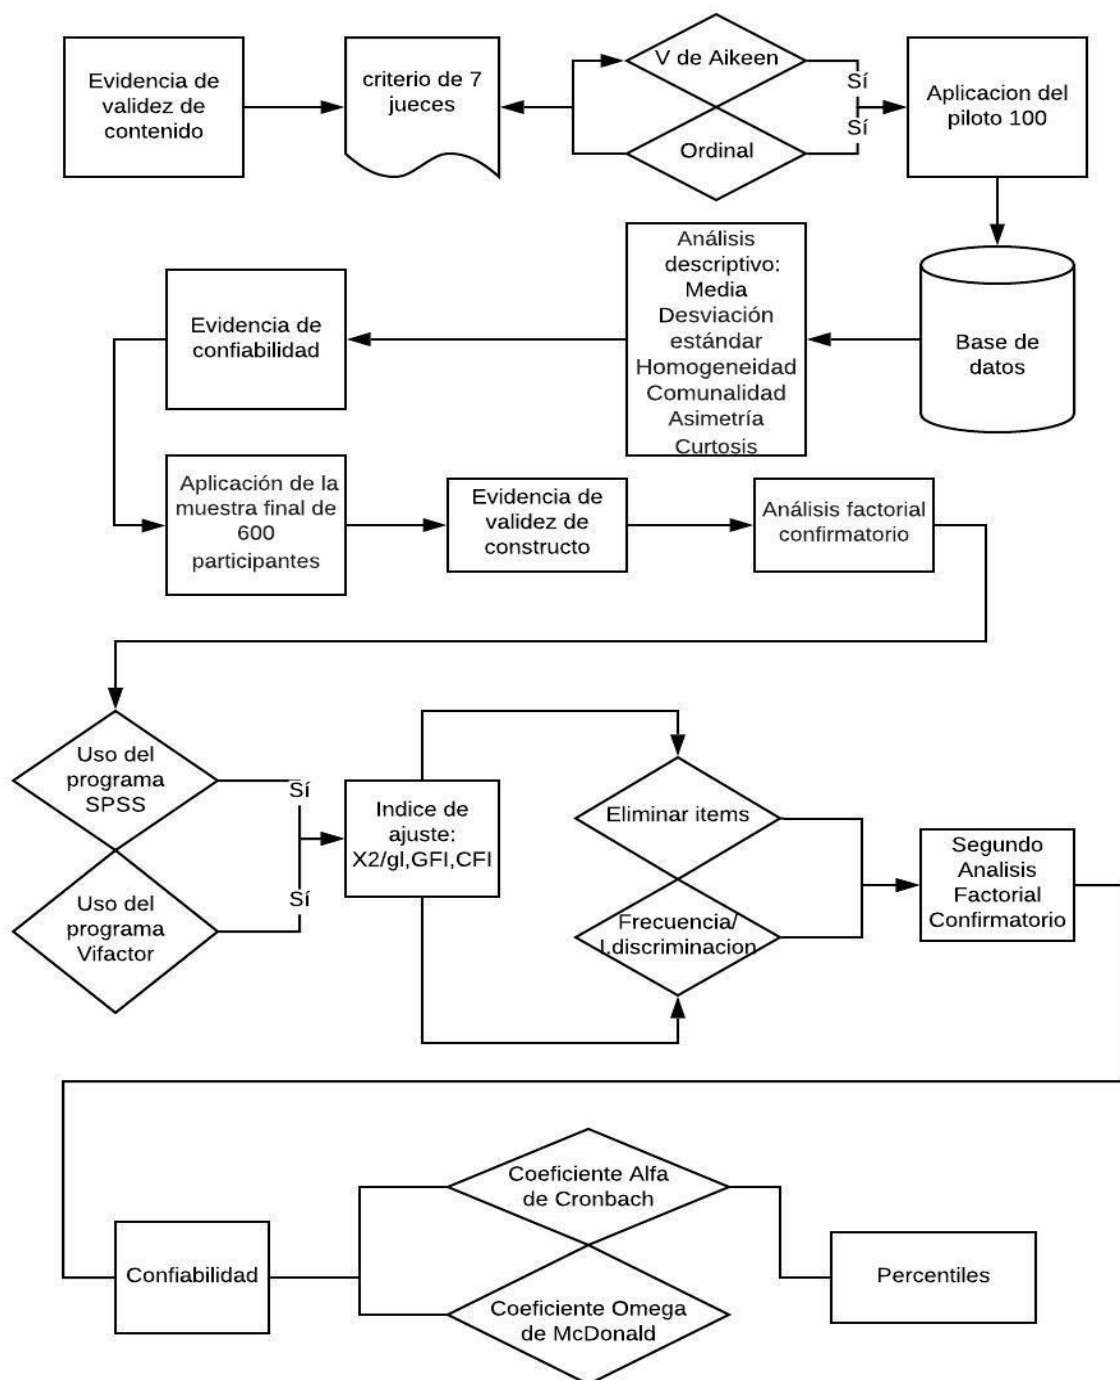 Evidencia de
validez de
contenido
criterio de 7
jueces
V de Aikeen
Ordinal
Sí
Sí
Aplicacion del
piloto 100
Base de
datos
Análisis
descriptivo:
Media
Desviación
estándar
Homogeneidad
Comunalidad
Asimetría
Curtosis
Evidencia de
confiabilidad
Aplicación de la
muestra final de
600
participantes
Evidencia de
validez de
constructo
Análisis factorial
confirmatorio
Uso del
programa
SPSS
Uso del
programa
Vifactor
Sí
Sí
Indice de
ajuste:
X2/gl,GFI,CFI
Eliminar items
Frecuencia/
I.discriminacion
Segundo
Analisis
Factorial
Confirmatorio
Confiabilidad
Coeficiente Alfa
de Cronbach
Coeficiente Omega
de McDonald
Percentiles